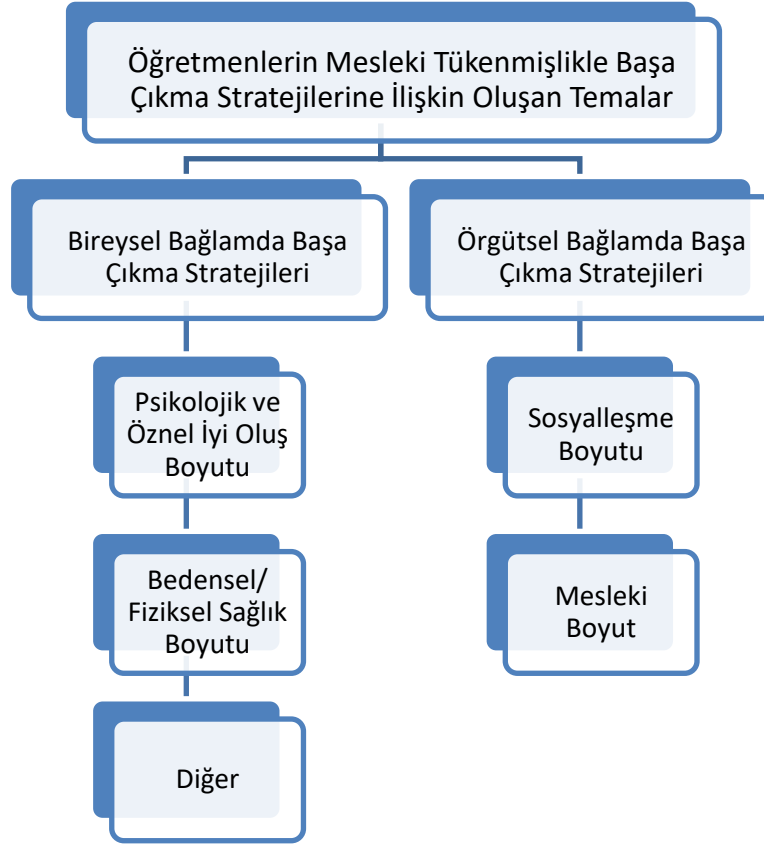 Öğretmenlerin Mesleki Tükenmişlikle Başa
Çıkma Stratejilerine İlişkin Oluşan Temalar
Bireysel Bağlamda Başa
Çıkma Stratejileri
Örgütsel Bağlamda Başa
Çıkma Stratejileri
Psikolojik ve
Öznel İyi Oluş
Boyutu
Sosyalleşme
Boyutu
Bedensel/
Fiziksel Sağlık
Boyutu
Mesleki
Boyut
Diğer